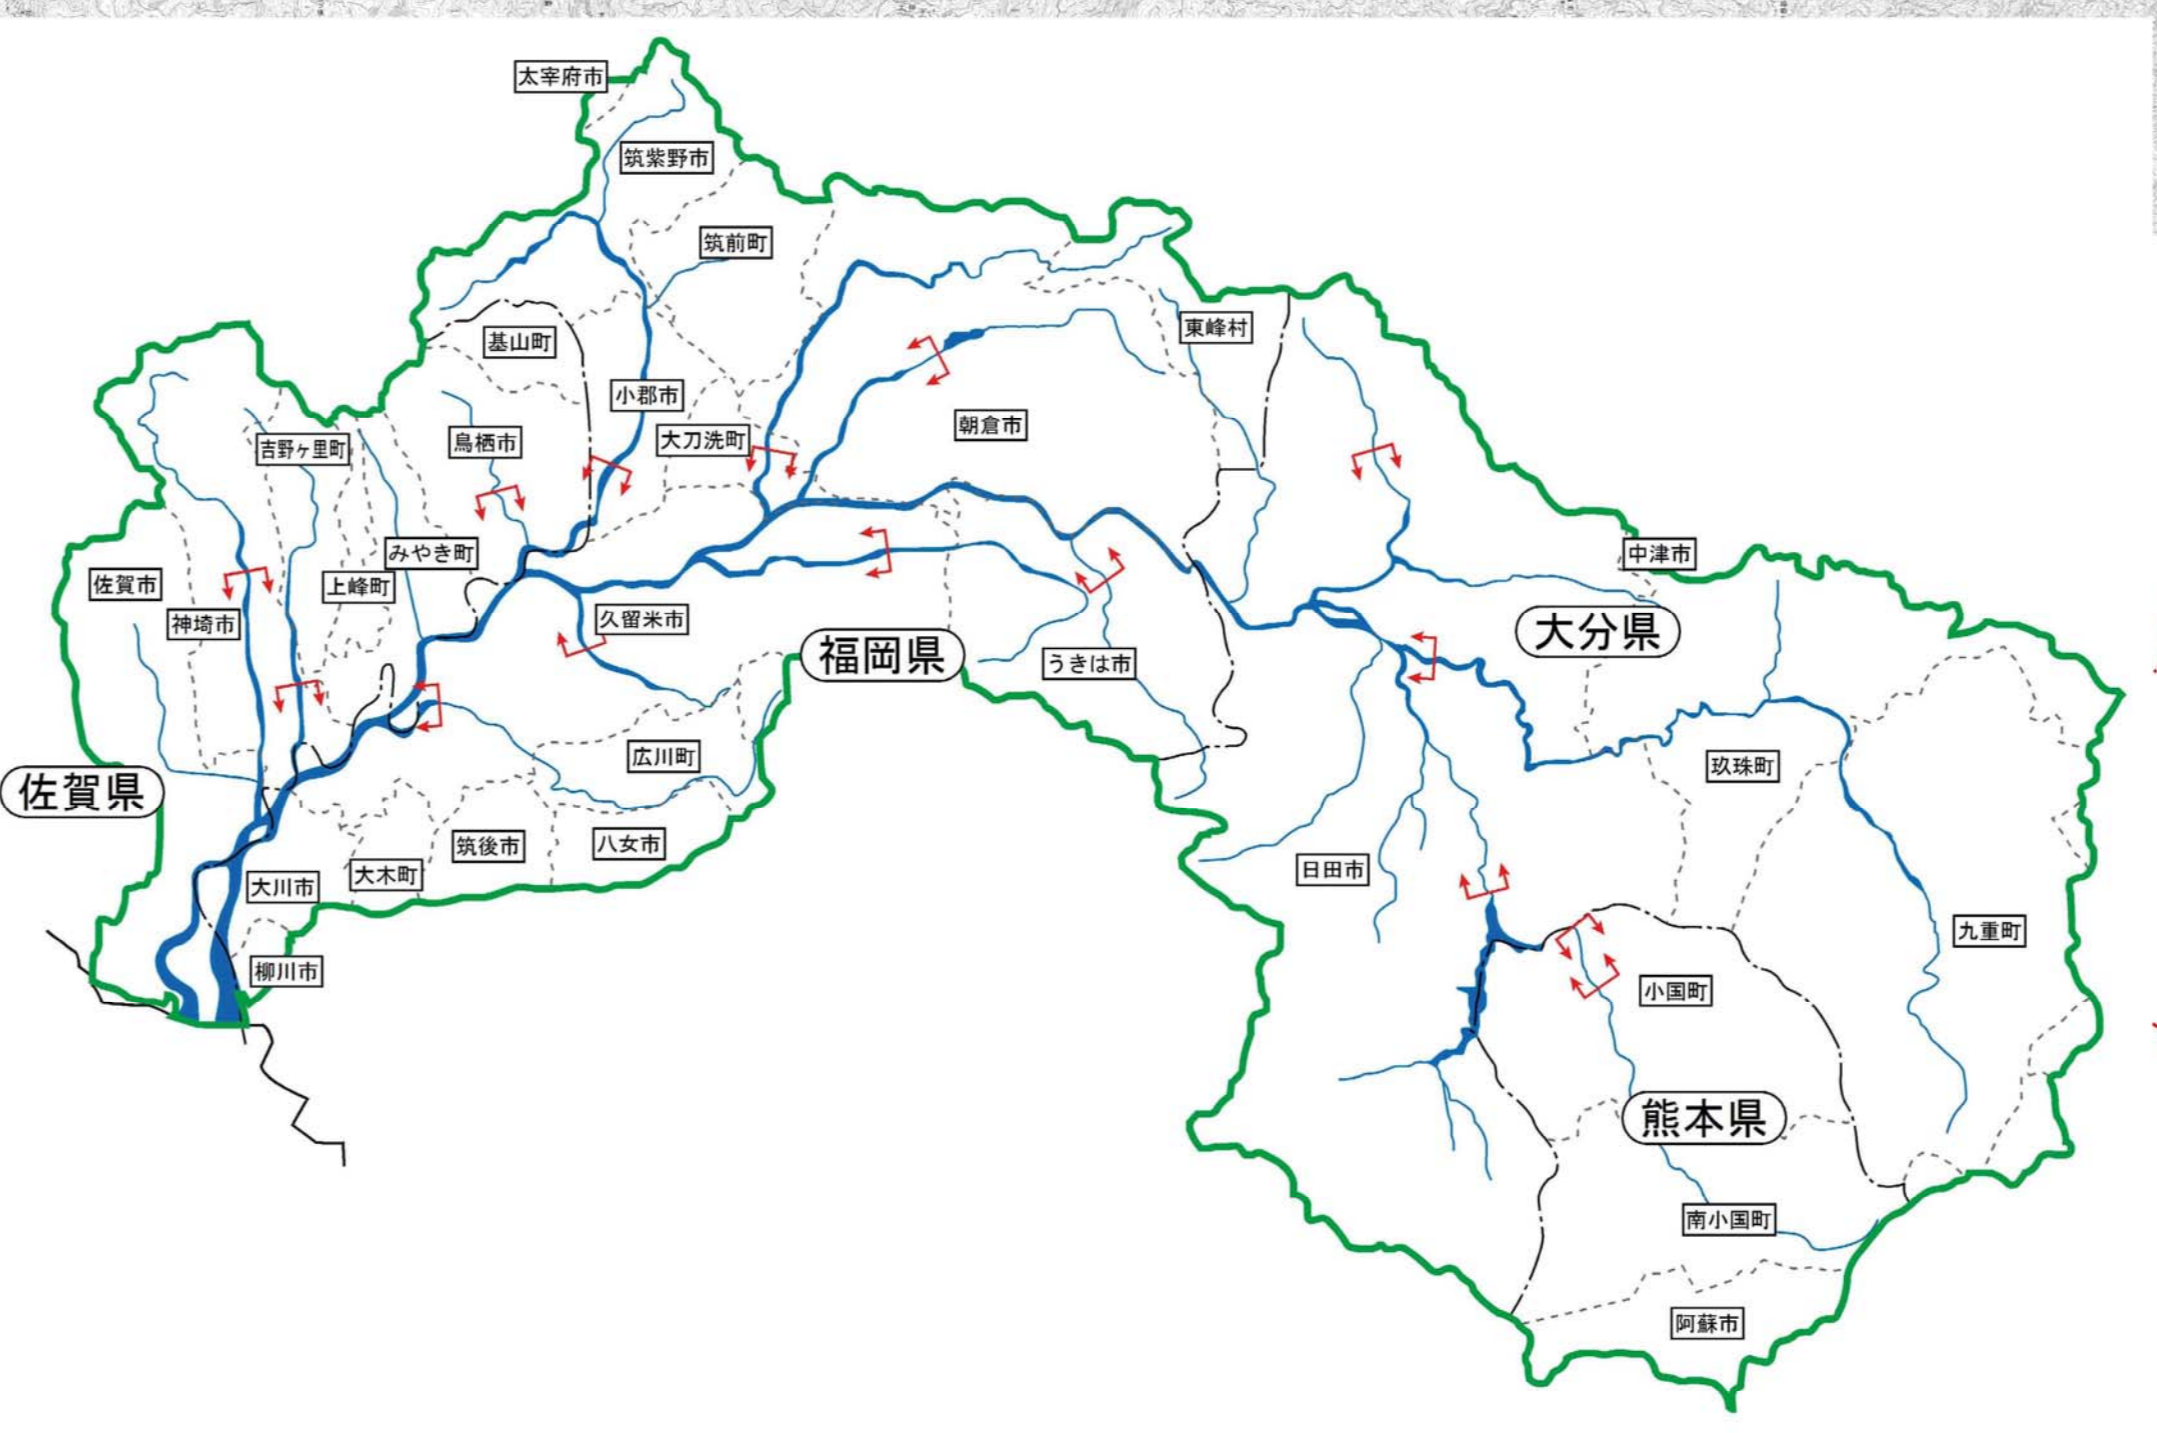 太宰府市
筑紫野市
筑前町
東峰村
基山町
小郡市
大刀洗町
朝倉市
鳥栖市
吉野ヶ里町
みやき町
中津市
佐賀市
上峰町
神埼市
久留米市
大分県
福岡県
うきは市
広川町
玖珠町
佐賀県
筑後市
八女市
日田市
大川市
大木町
九重町
柳川市
小国町
熊本県
南小国町
阿蘇市